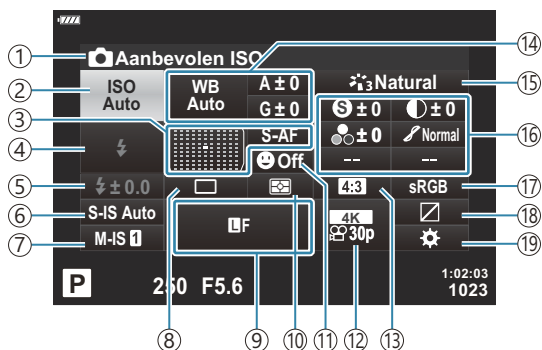 ① Aanbevolen ISO ⑭
② ISO Auto WB Auto A±0 G±0 3 Natural ⑮
③ S-AF S±0 ±0 ⑯
④ Off ±0 Normal
-- --
⑤ ±0.0 4:3 sRGB ⑰
⑥ S-IS Auto LF 4K 30p ⑱
⑦ M-IS 1 ⑲
P 250 F5.6 1:02:03
1023
⑧ ⑨ ⑩ ⑪ ⑫ ⑬